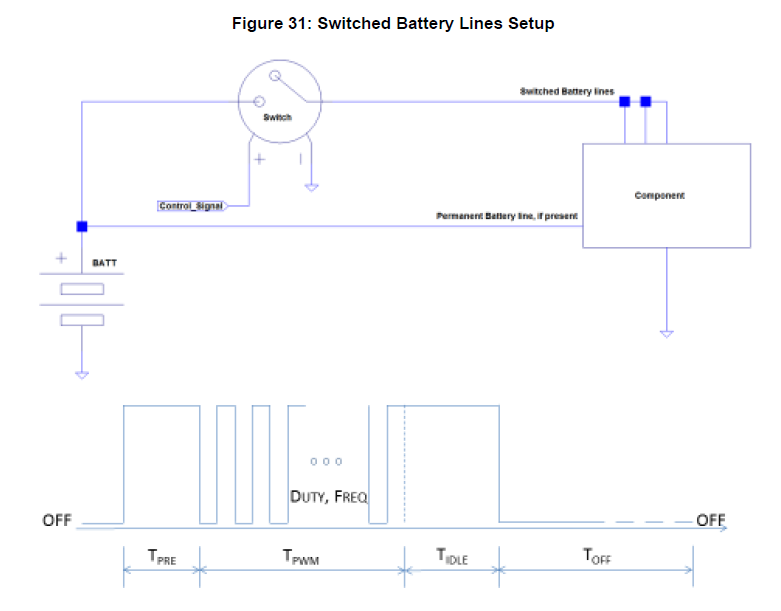 Figure 31: Switched Battery Lines Setup
Switched Battery lines
Switch
+ –
Component
Control_Signal
Permanent Battery line, if present
+
BATT
o o o
DUTY, FREQ
OFF
OFF
TPRE
TPWM
TIDLE
TOFF